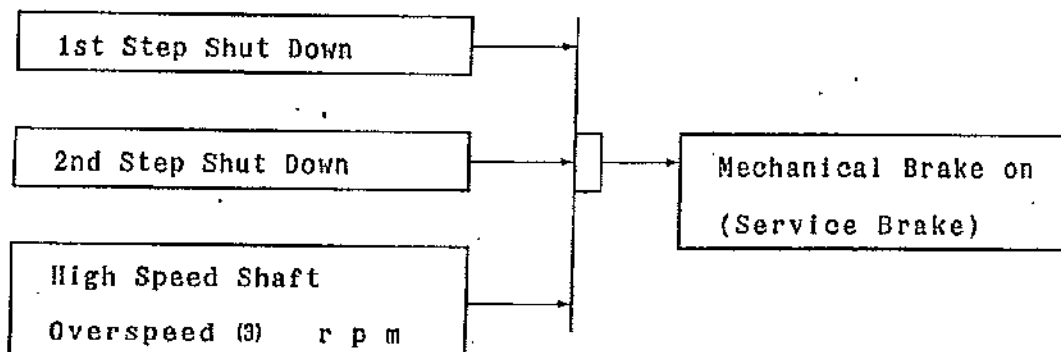 1st Step Shut Down
2nd Step Shut Down
Mechanical Brake on
(Service Brake)
High Speed Shaft
Overspeed (3) r p m